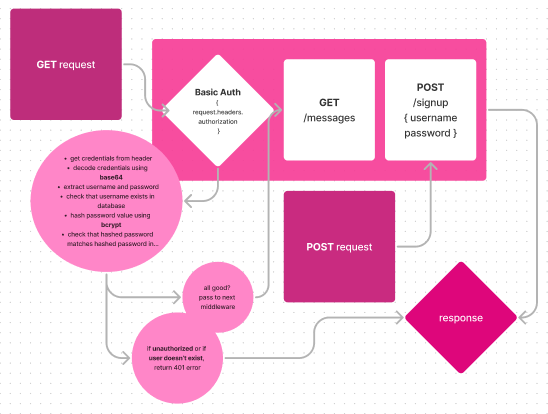 GET request
Basic Auth
{
request.headers.
authorization
}
GET
/messages
POST
/signup
{ username
password }
• get credentials from header
• decode credentials using
base64
• extract username and password
• check that username exists in
database
• hash password value using
bcrypt
• check that hashed password
matches hashed password in...
POST request
all good?
pass to next
middleware
response
if unauthorized or if
user doesn't exist,
return 401 error